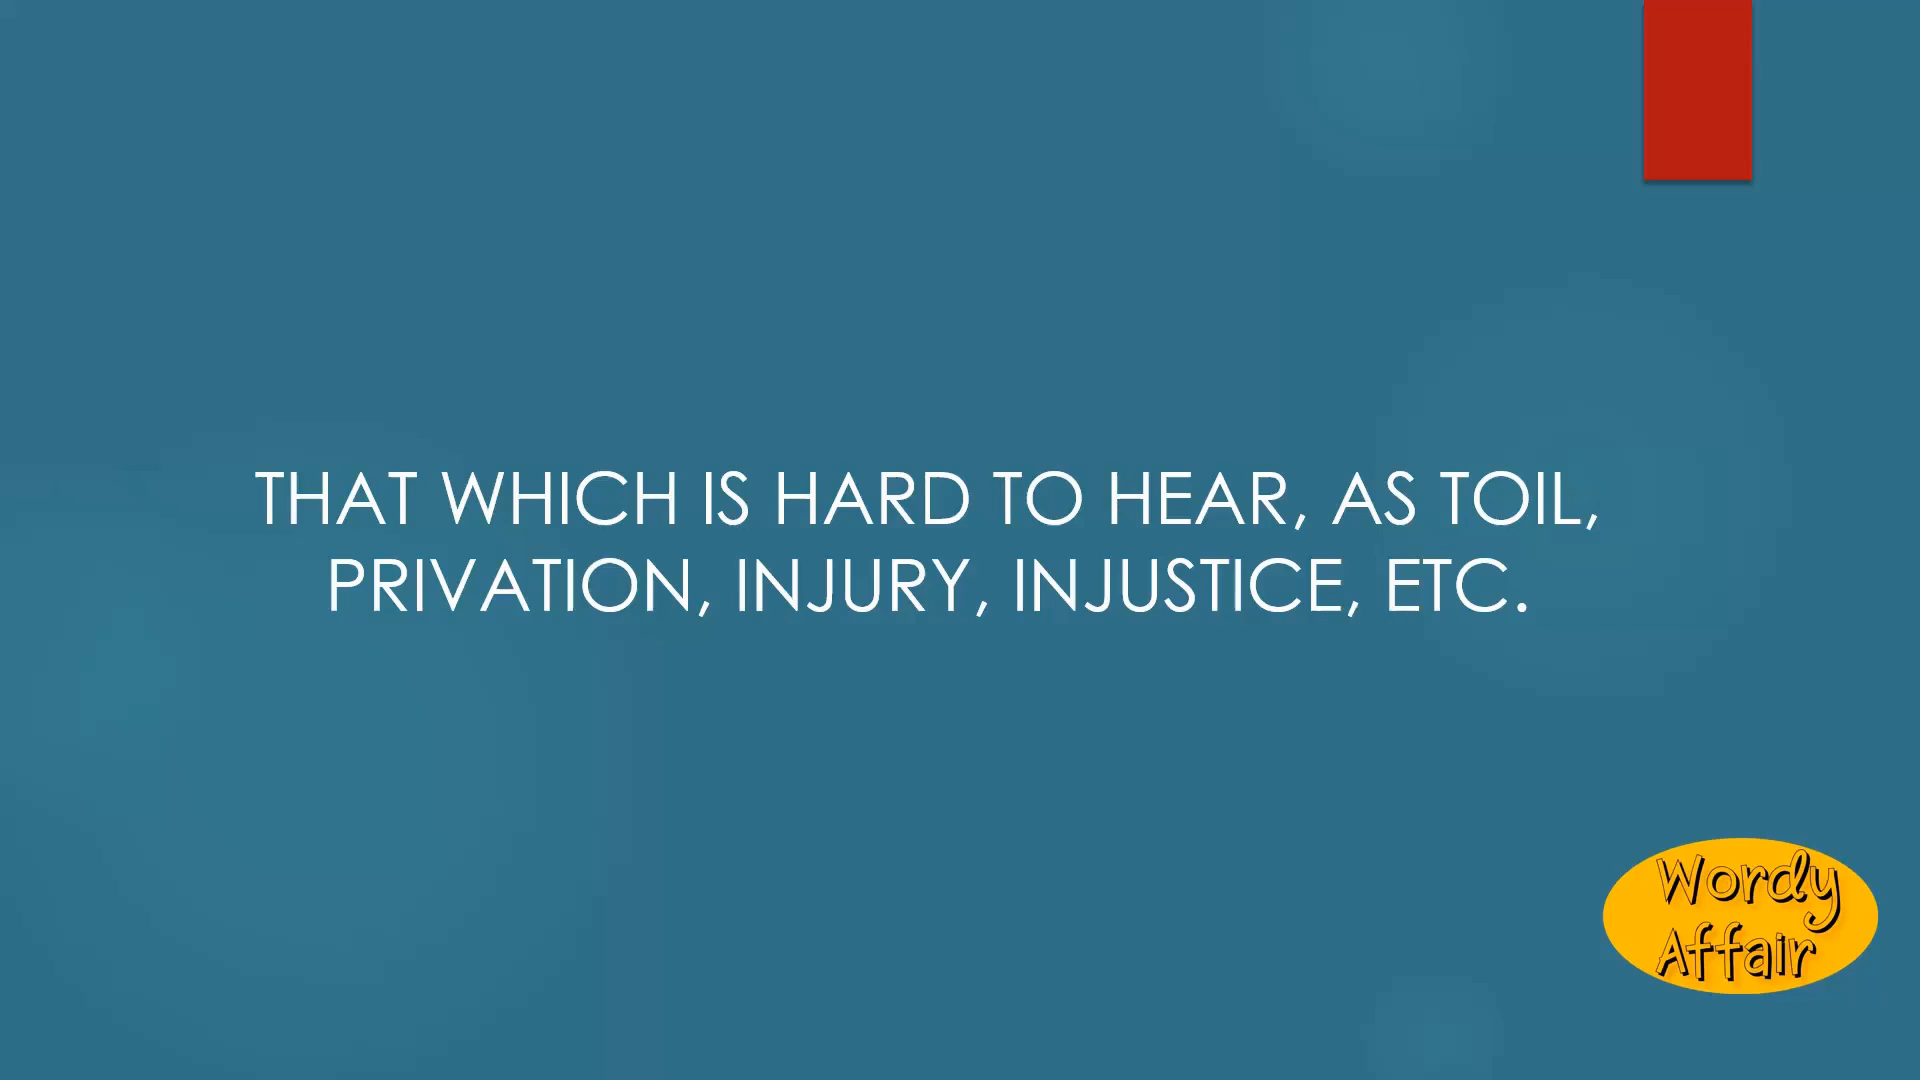 THAT WHICH IS HARD TO HEAR, AS TOIL,
PRIVATION, INJURY, INJUSTICE, ETC.
Wordy
Affair